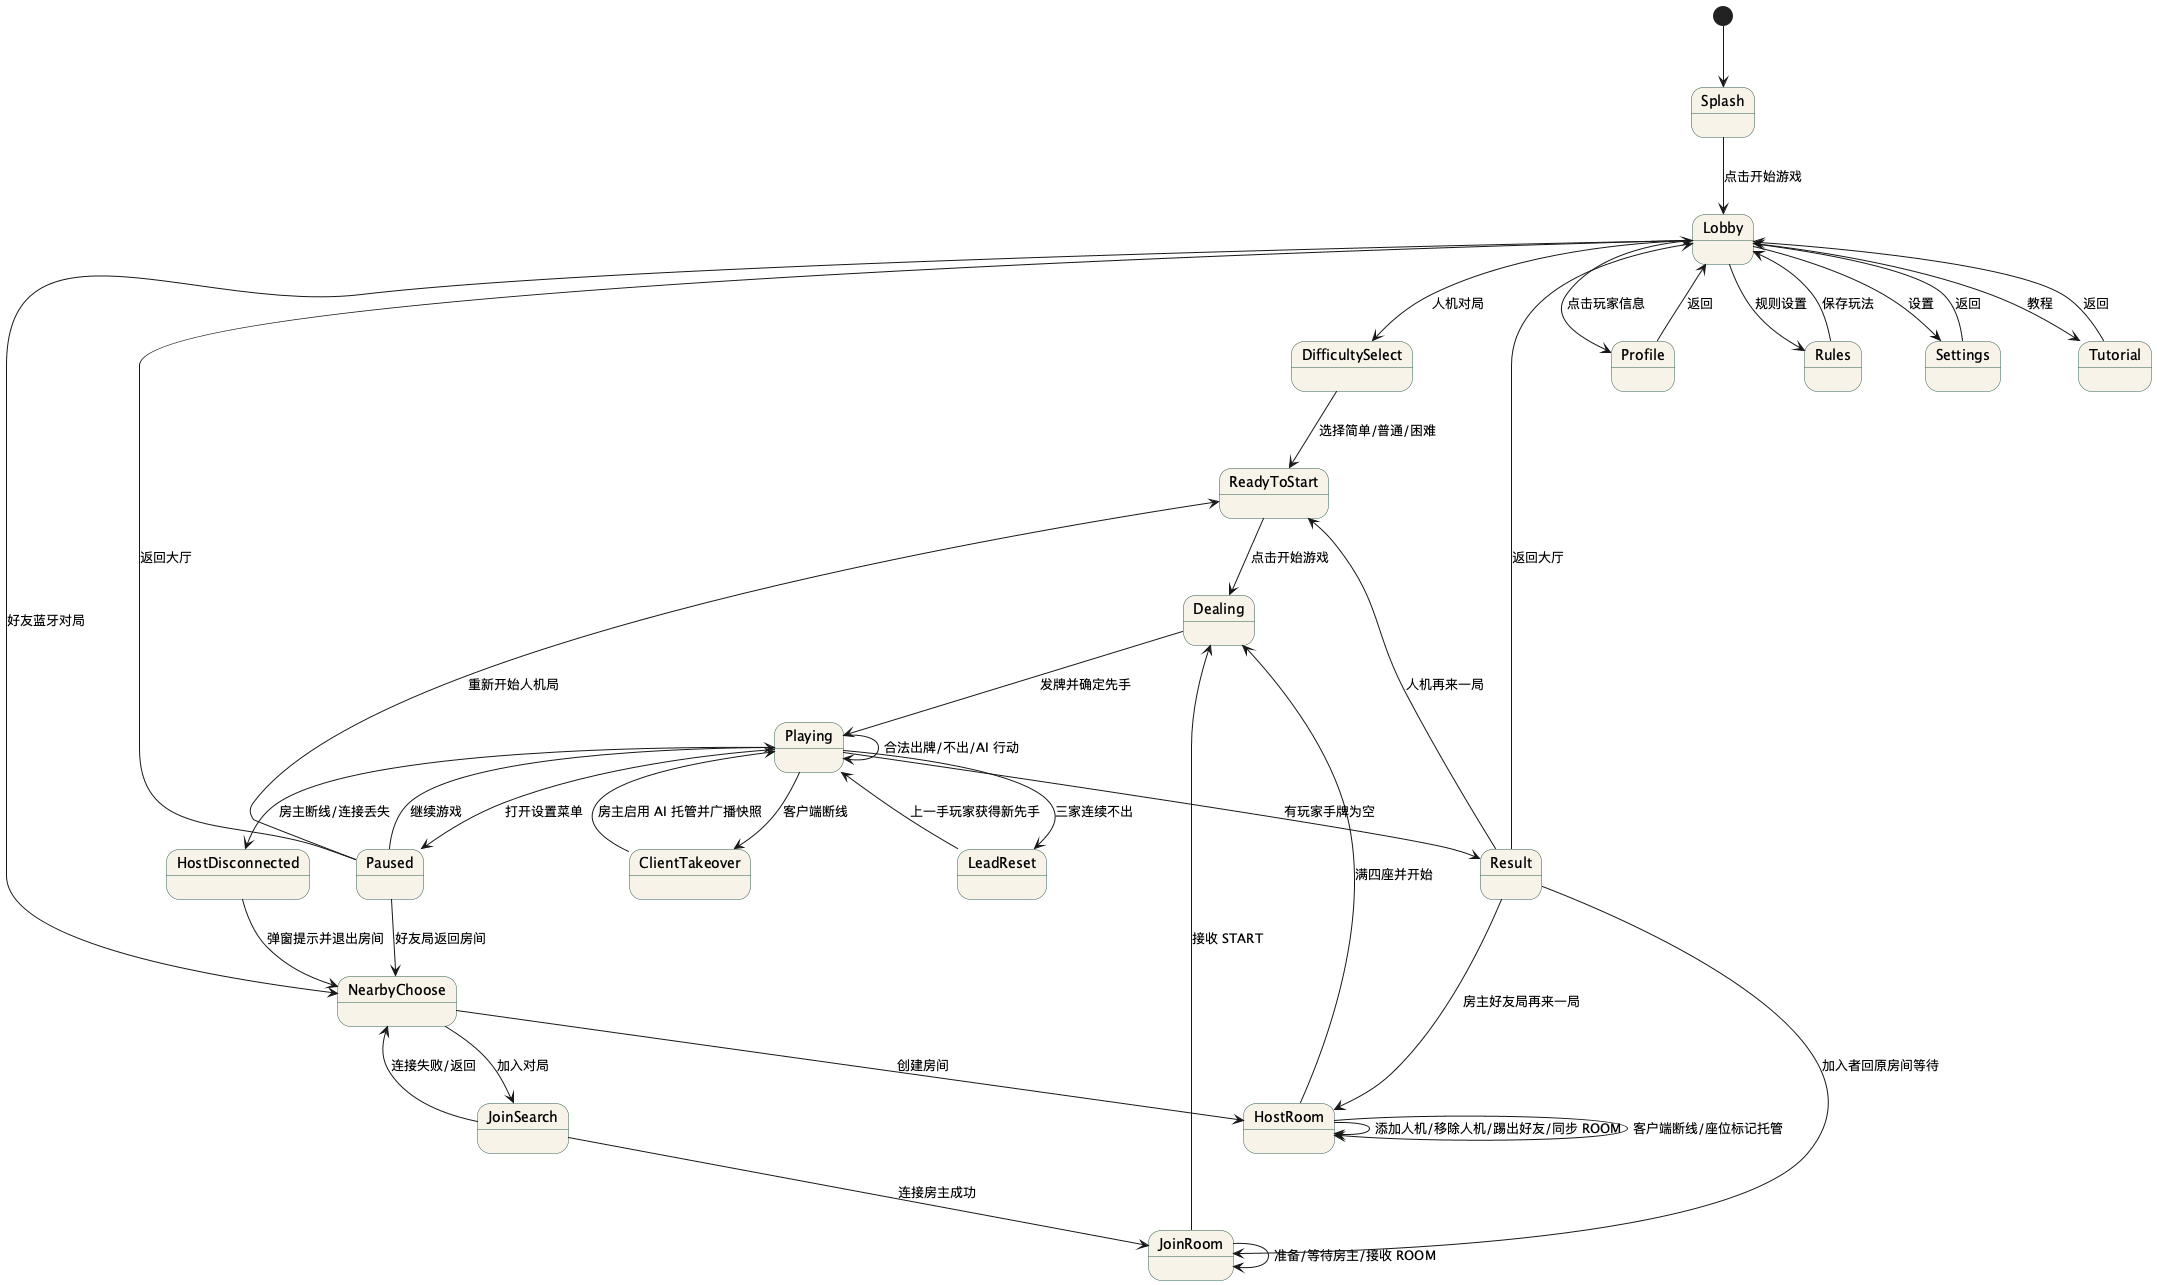 Splash
点击开始游戏
Lobby
人机对局
点击玩家信息
返回
规则设置
保存玩法
设置
返回
教程
返回
DifficultySelect
Profile
Rules
Settings
Tutorial
选择简单/普通/困难
ReadyToStart
返回大厅
点击开始游戏
返回大厅
Dealing
好友蓝牙对局
重新开始人机局
发牌并确定先手
人机再来一局
Playing
合法出牌/不出/AI 行动
房主断线/连接丢失
继续游戏
打开设置菜单
房主启用 AI 托管并广播快照
客户端断线
上一手玩家获得新先手
三家连续不出
有玩家手牌为空
HostDisconnected
Paused
ClientTakeover
LeadReset
Result
满四座并开始
弹窗提示并退出房间
好友局返回房间
接收 START
NearbyChoose
房主好友局再来一局
连接失败/返回
加入对局
创建房间
加入者回原房间等待
JoinSearch
HostRoom
添加人机/移除人机/踢出好友/同步 ROOM
客户端断线/座位标记托管
连接房主成功
JoinRoom
准备/等待房主/接收 ROOM